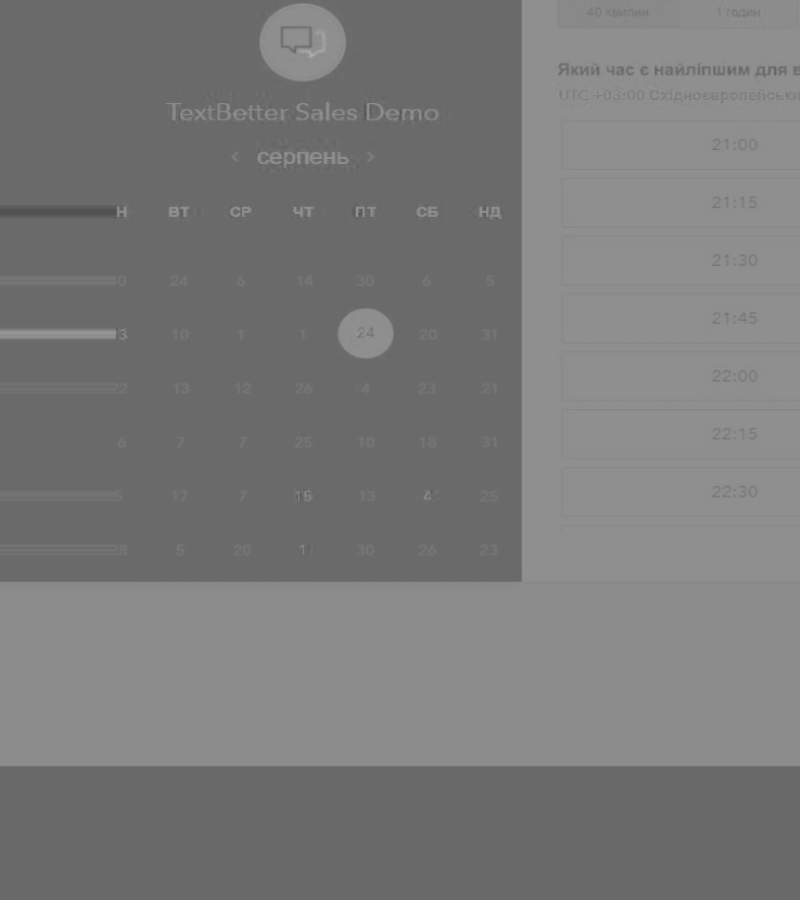 TextBetter Sales Demo
< серпень >
Н ВТ СР ЧТ ПТ СБ НД
0 24 6 14 30 6 5
3 10 1 1 24 20 31
2 13 12 26 4 23 21
6 7 7 25 10 18 31
5 17 7 15 13 4 25
8 5 20 1 30 26 23
40 хвилин 1 годин
Який час є найліпшим для в
UTC +03:00 Східноєвропейськи
21:00
21:15
21:30
21:45
22:00
22:15
22:30